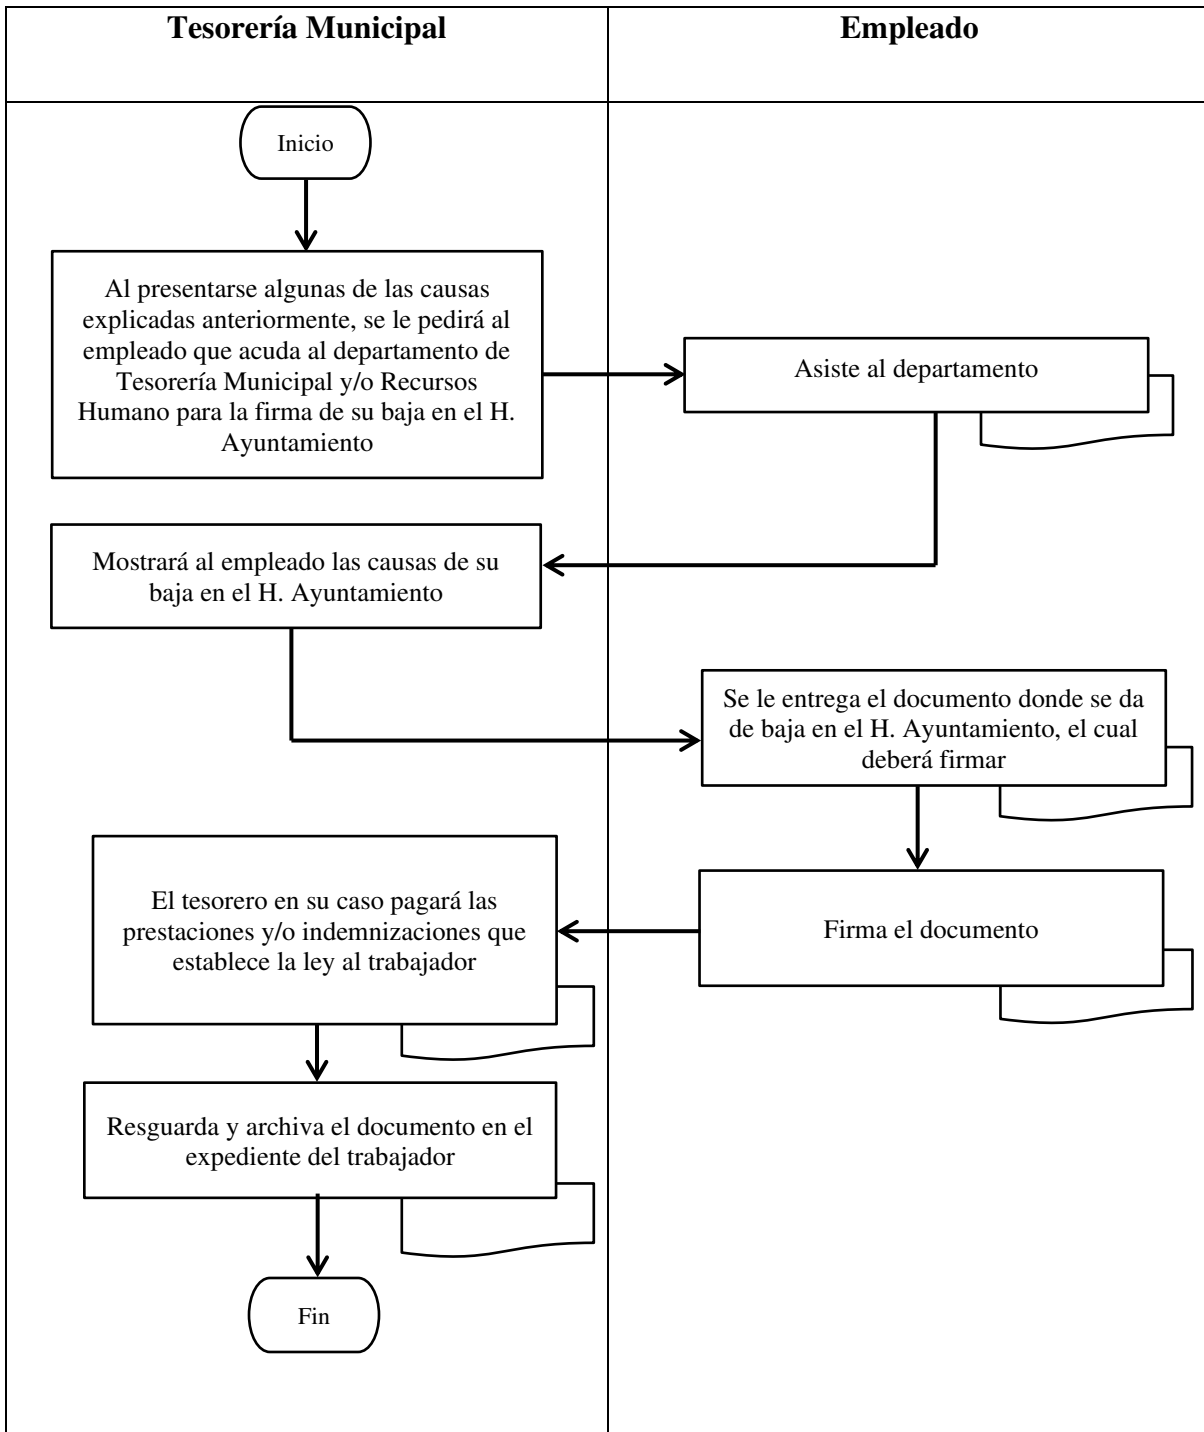 Tesorería Municipal
Empleado
Inicio
Al presentarse algunas de las causas
explicadas anteriormente, se le pedirá al
empleado que acuda al departamento de
Tesorería Municipal y/o Recursos
Humano para la firma de su baja en el H.
Ayuntamiento
Asiste al departamento
Mostrará al empleado las causas de su
baja en el H. Ayuntamiento
Se le entrega el documento donde se da
de baja en el H. Ayuntamiento, el cual
deberá firmar
Firma el documento
El tesorero en su caso pagará las
prestaciones y/o indemnizaciones que
establece la ley al trabajador
Resguarda y archiva el documento en el
expediente del trabajador
Fin